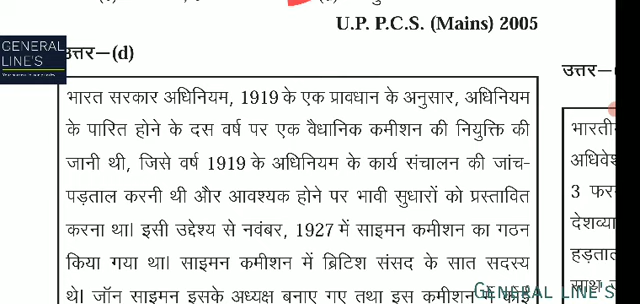 U.P. P.C.S. (Mains) 2005
GENERAL
LINE'S
उत्तर–(d)
भारत सरकार अधिनियम, 1919 के एक प्रावधान के अनुसार, अधिनियम
के पारित होने के दस वर्ष पर एक वैधानिक कमीशन की नियुक्ति की
जानी थी, जिसे वर्ष 1919 के अधिनियम के कार्य संचालन की जांच-
पड़ताल करनी थी और आवश्यक होने पर भावी सुधारों को प्रस्तावित
करना था। इसी उद्देश्य से नवंबर, 1927 में साइमन कमीशन का गठन
किया गया था। साइमन कमीशन में ब्रिटिश संसद के सात सदस्य
थे। जॉन साइमन इसके अध्यक्ष बनाए गए तथा इस कमीशन में कोई
उत्तर–
भारती
अधिवेश
3 फर
देशव्या
हड़ताल
साथ
GENERAL LINE'S